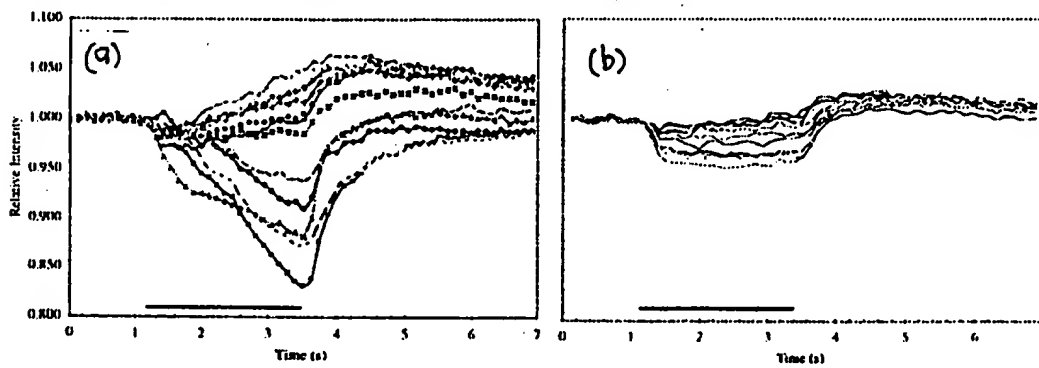 (a)
1.100
1.050
1.000
0.950
0.900
0.850
0.800
Relative Intensity
0 1 2 3 4 5 6 7
Time (s)
(b)
0 1 2 3 4 5 6
Time (s)